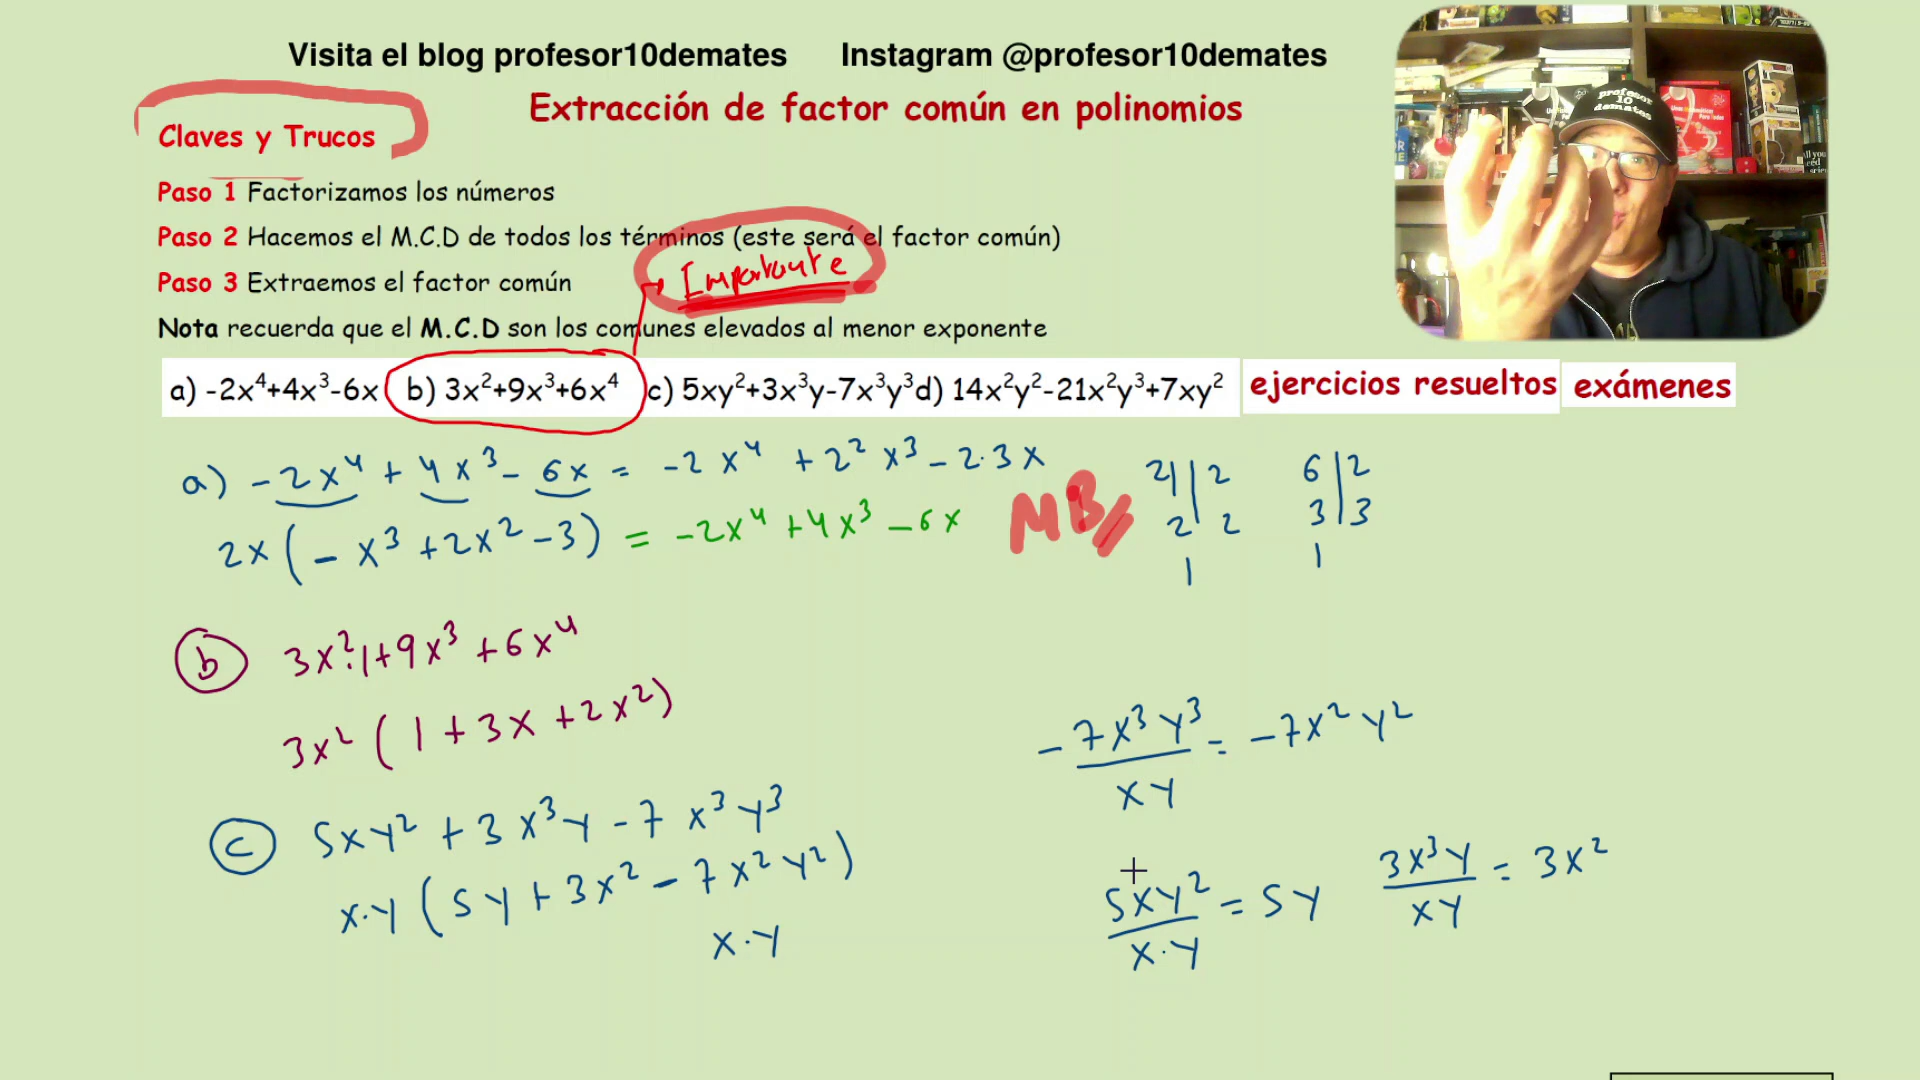 Visita el blog profesor10demates Instagram @profesor10demates
Extracción de factor común en polinomios
Claves y Trucos
Paso 1 Factorizamos los números
Paso 2 Hacemos el M.C.D de todos los términos (este será el factor común)
Importante
Paso 3 Extraemos el factor común
Nota recuerda que el M.C.D son los comunes elevados al menor exponente
a) -2x⁴+4x³-6x b) 3x²+9x³+6x⁴ c) 5xy²+3x³y-7x³y³ d) 14x²y²-21x²y³+7xy² ejercicios resueltos exámenes
a) -2x⁴ + 4x³ - 6x = -2x⁴ + 2² x³ - 2·3x
2x(-x³ + 2x² - 3) = -2x⁴ + 4x³ - 6x
MB
4|2 6|2
2|2 3|3
1 1
b 3x²·1+9x³ + 6x⁴
3x² (1 + 3x + 2x²)
-7x³y³/xy = -7x²y²
c 5xy² + 3x³y - 7x³y³
x·y (5y + 3x² - 7x²y²)
x·y
5xy²/x·y = 5y 3x³y/xy = 3x²
profesor
10
demates